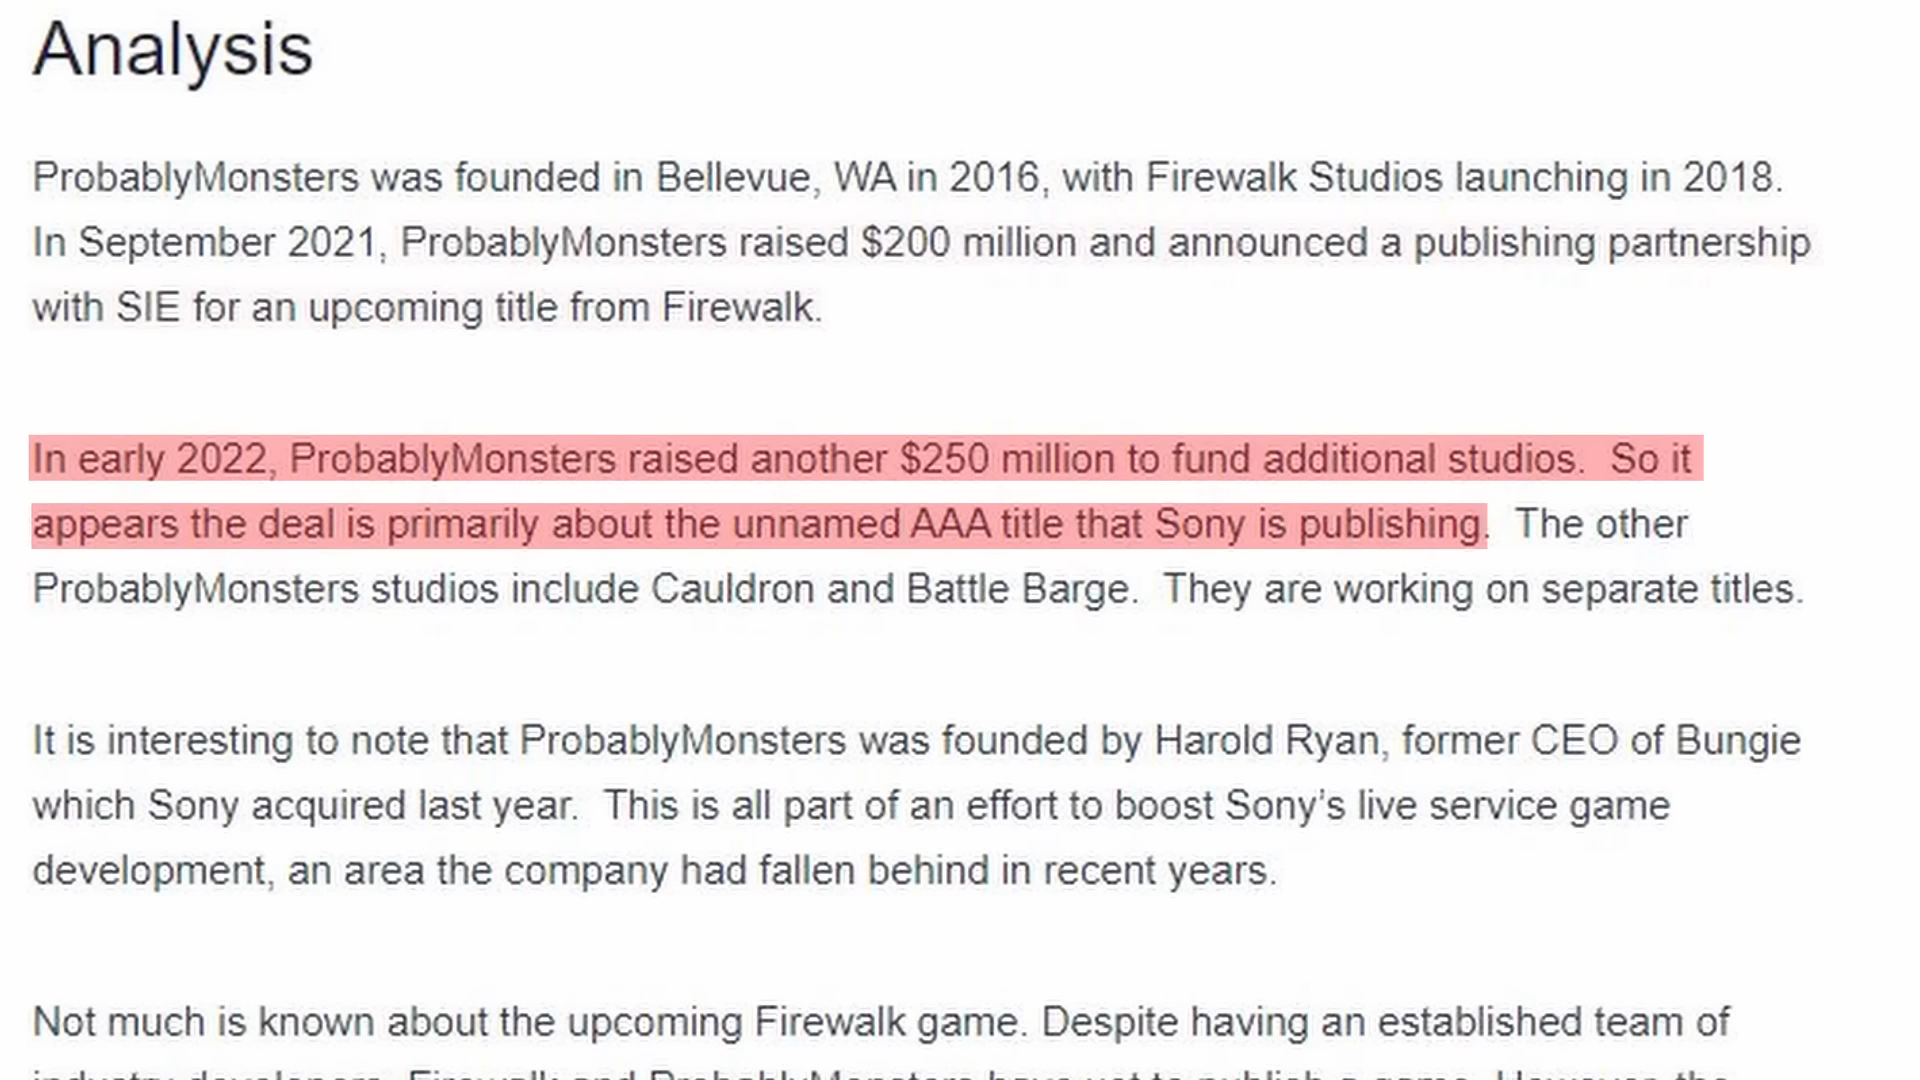 Analysis
ProbablyMonsters was founded in Bellevue, WA in 2016, with Firewalk Studios launching in 2018.
In September 2021, ProbablyMonsters raised $200 million and announced a publishing partnership
with SIE for an upcoming title from Firewalk.
In early 2022, ProbablyMonsters raised another $250 million to fund additional studios.  So it
appears the deal is primarily about the unnamed AAA title that Sony is publishing.  The other
ProbablyMonsters studios include Cauldron and Battle Barge.  They are working on separate titles.
It is interesting to note that ProbablyMonsters was founded by Harold Ryan, former CEO of Bungie
which Sony acquired last year.  This is all part of an effort to boost Sony’s live service game
development, an area the company had fallen behind in recent years.
Not much is known about the upcoming Firewalk game. Despite having an established team of
industry developers, Firewalk and ProbablyMonsters have yet to publish a game. However, the